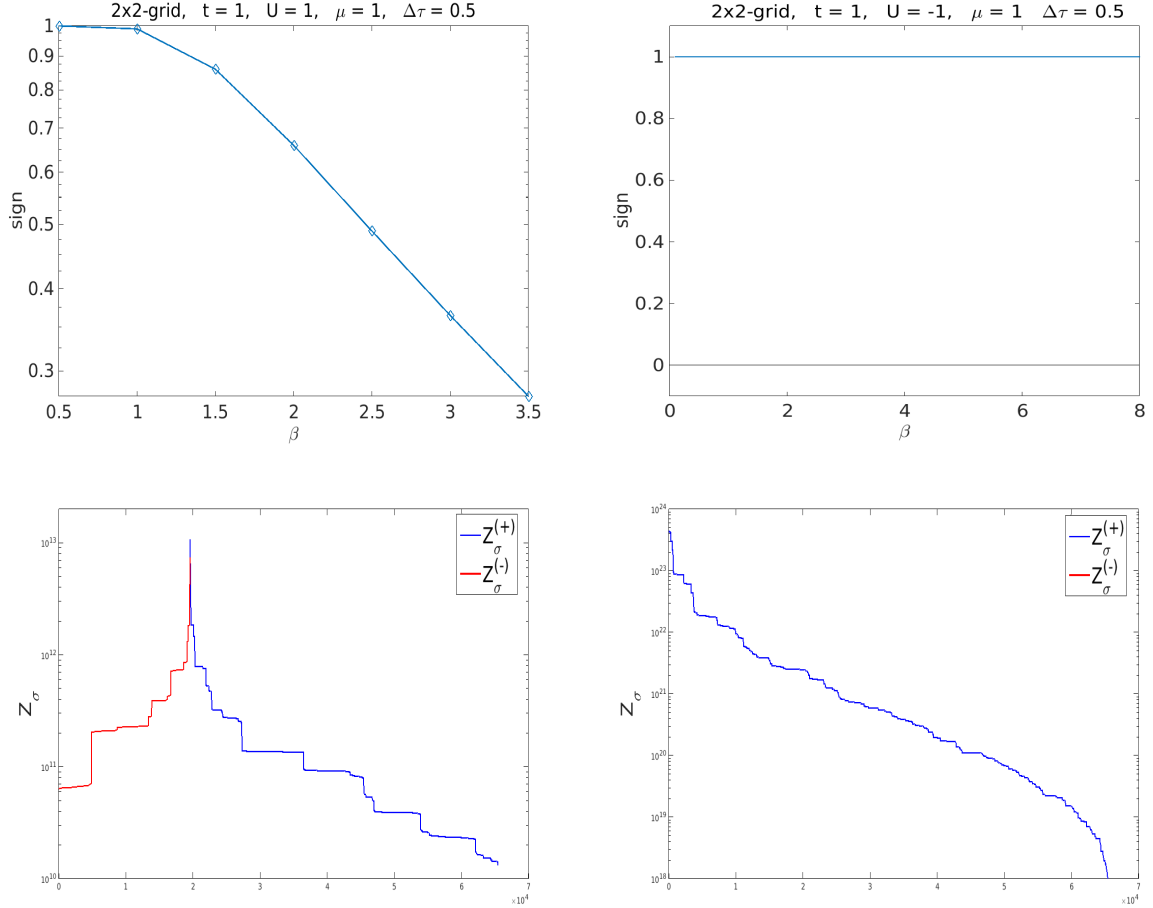 2x2-grid, t = 1, U = 1, μ = 1, Δτ = 0.5
sign
1
0.9
0.8
0.7
0.6
0.5
0.4
0.3
0.5 1 1.5 2 2.5 3 3.5
β
2x2-grid, t = 1, U = -1, μ = 1 Δτ = 0.5
sign
1
0.8
0.6
0.4
0.2
0
0 2 4 6 8
β
Z_σ
10^13
10^12
10^11
10^10
Z_σ^(+)
Z_σ^(-)
0 1 2 3 4 5 6 7
×10^4
Z_σ
10^24
10^23
10^22
10^21
10^20
10^19
10^18
Z_σ^(+)
Z_σ^(-)
0 1 2 3 4 5 6 7
×10^4